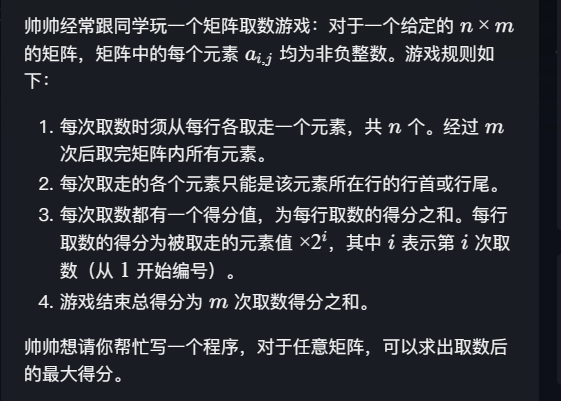 帅帅经常跟同学玩一个矩阵取数游戏：对于一个给定的 n × m
的矩阵，矩阵中的每个元素 a_{i,j} 均为非负整数。游戏规则如
下：
1. 每次取数时须从每行各取走一个元素，共 n 个。经过 m
次后取完矩阵内所有元素。
2. 每次取走的各个元素只能是该元素所在行的行首或行尾。
3. 每次取数都有一个得分值，为每行取数的得分之和。每行
取数的得分为被取走的元素值 ×2^i，其中 i 表示第 i 次取
数（从 1 开始编号）。
4. 游戏结束总得分为 m 次取数得分之和。
帅帅想请你帮忙写一个程序，对于任意矩阵，可以求出取数后
的最大得分。